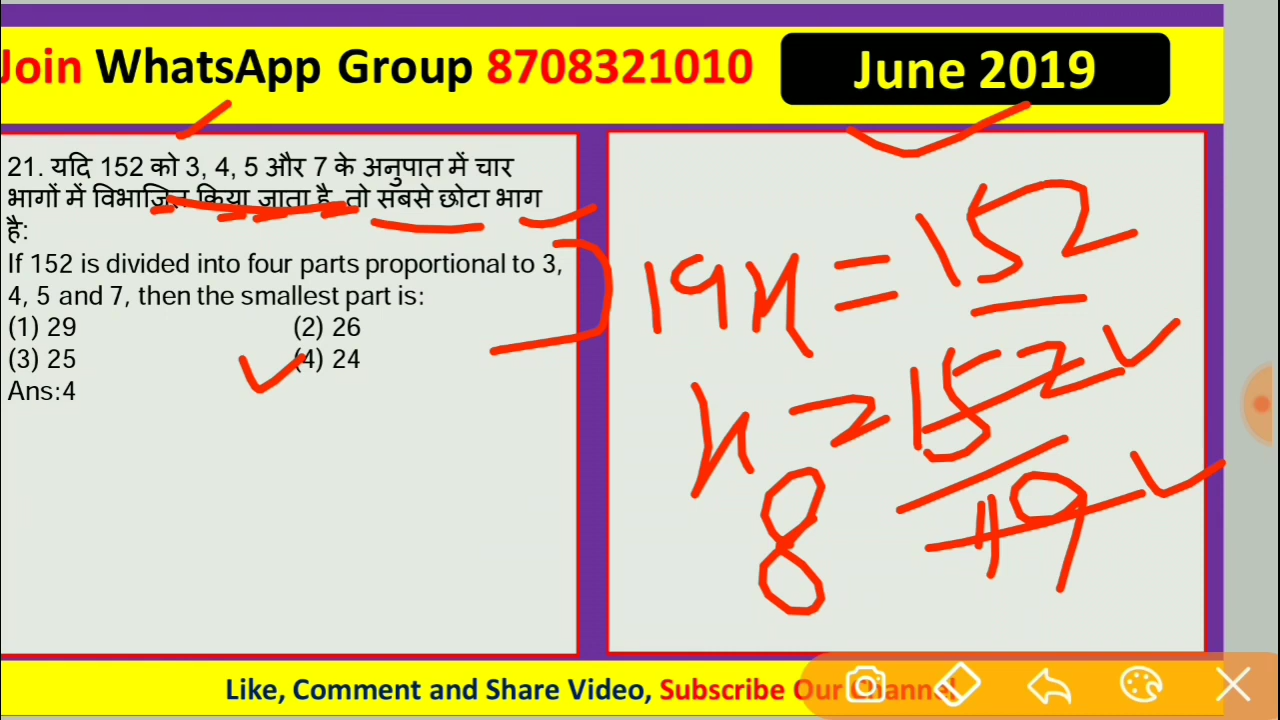 Join WhatsApp Group 8708321010
June 2019
21. यदि 152 को 3, 4, 5 और 7 के अनुपात में चार
भागों में विभाजित किया जाता है, तो सबसे छोटा भाग
है:
If 152 is divided into four parts proportional to 3,
4, 5 and 7, then the smallest part is:
(1) 29 (2) 26
(3) 25 (4) 24
Ans:4
19x = 152
x = 152
19
8
Like, Comment and Share Video, Subscribe Our Channel